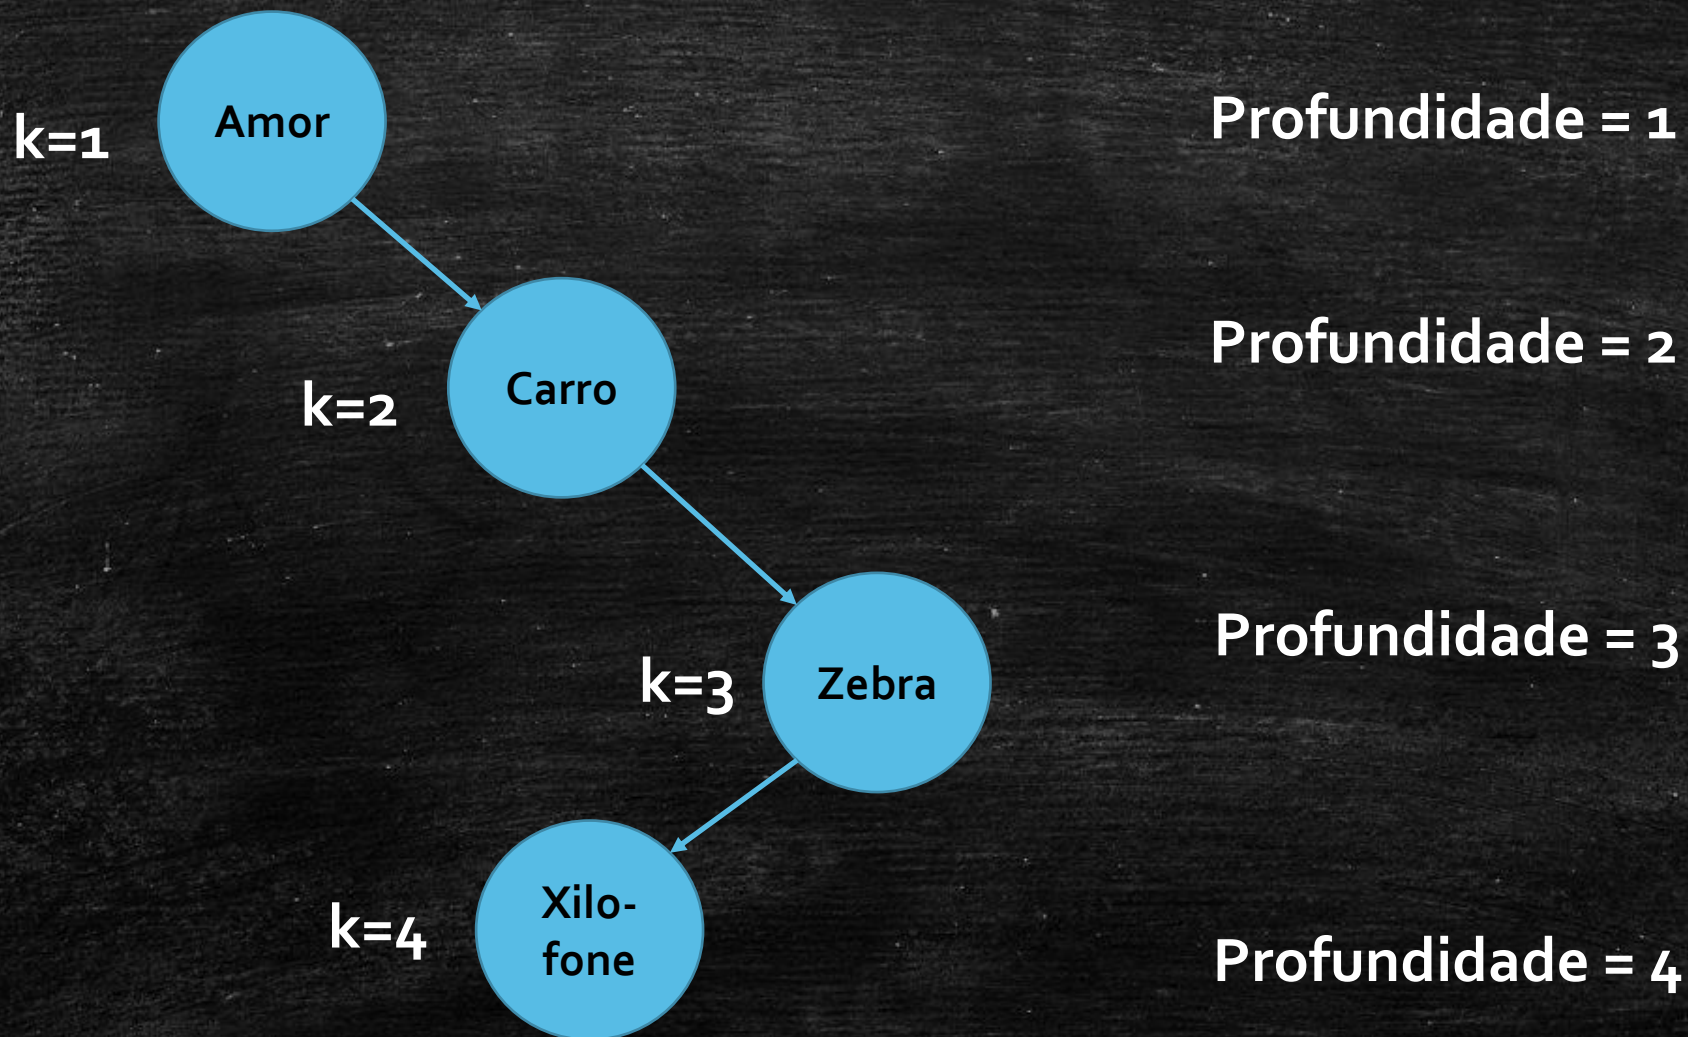 Amor
Profundidade = 1
k=1
Profundidade = 2
Carro
k=2
Profundidade = 3
k=3
Zebra
Xilo-
fone
k=4
Profundidade = 4